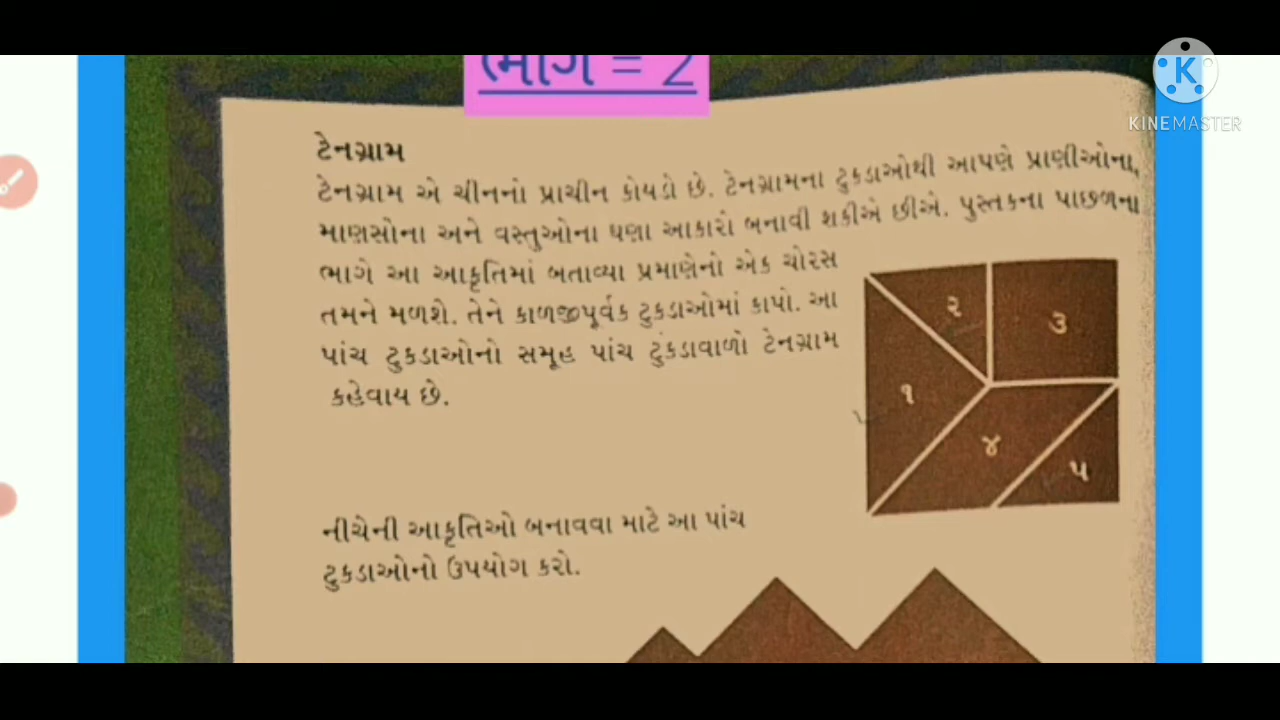 ભાગ = 2
KINEMASTER
ટેનગ્રામ
ટેનગ્રામ એ ચીનનો પ્રાચીન કોયડો છે. ટેનગ્રામના ટુકડાઓથી આપણે પ્રાણીઓના,
માણસોના અને વસ્તુઓના ઘણા આકારો બનાવી શકીએ છીએ. પુસ્તકના પાછળના
ભાગે આ આકૃતિમાં બતાવ્યા પ્રમાણેનો એક ચોરસ
તમને મળશે. તેને કાળજીપૂર્વક ટુકડાઓમાં કાપો. આ
પાંચ ટુકડાઓનો સમૂહ પાંચ ટુંકડાવાળો ટેનગ્રામ
કહેવાય છે.
૨
૩
૧
૪
૫
નીચેની આકૃતિઓ બનાવવા માટે આ પાંચ
ટુકડાઓનો ઉપયોગ કરો.